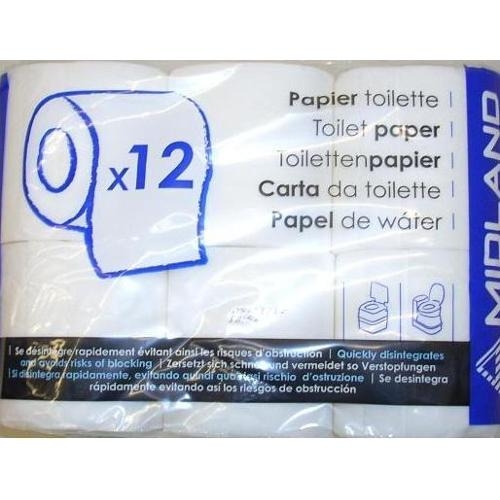 x12
Papier toilette |
Toilet paper |
Toilettenpapier |
Carta da toilette |
Papel de wáter |
MIDLAND
| Se désintègre rapidement évitant ainsi les risques d'obstruction | Quickly disintegrates
and avoids risks of blocking | Zersetzt sich schnell und vermeidet so Verstopfungen
| Si disintegra rapidamente, evitando quindi qualsiasi rischio d'ostruzione | Se desintegra
rápidamente evitando así los riesgos de obstrucción